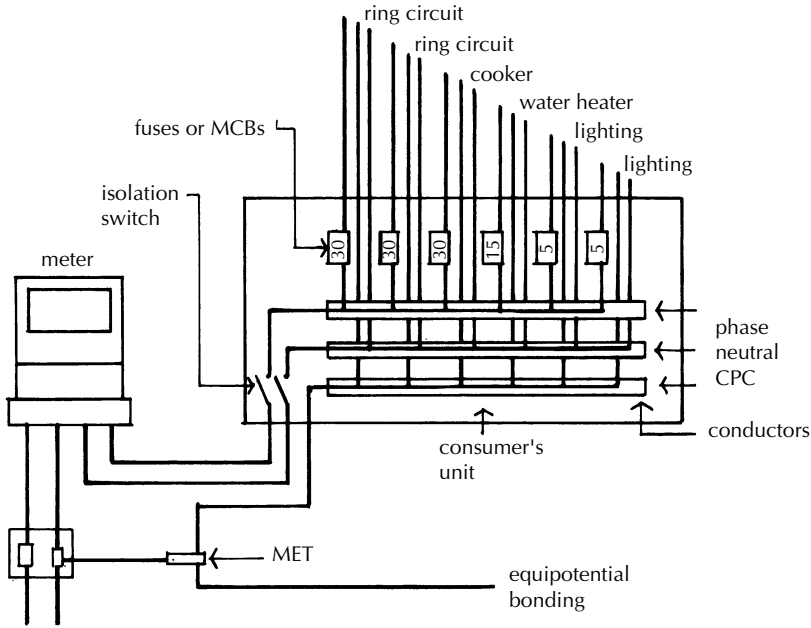 ring circuit
ring circuit
cooker
water heater
lighting
lighting
fuses or MCBs
isolation
switch
30
30
30
15
5
5
meter
phase
neutral
CPC
conductors
consumer's
unit
MET
equipotential
bonding